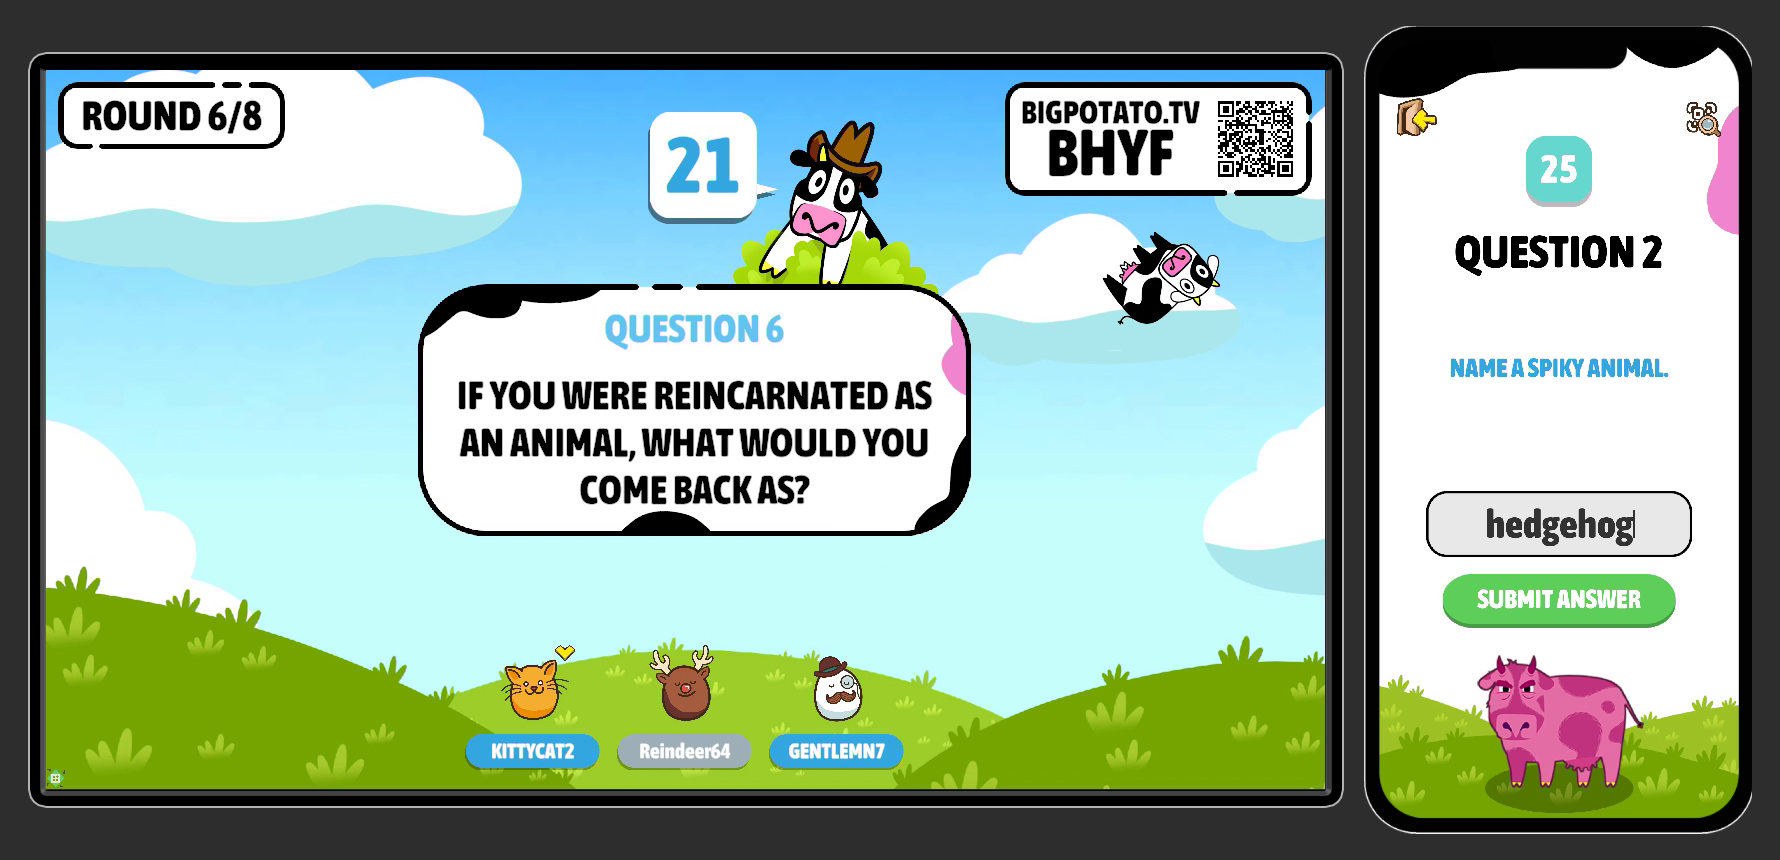 ROUND 6/8
21
BIGPOTATO.TV
BHYF
QUESTION 6
IF YOU WERE REINCARNATED AS
AN ANIMAL, WHAT WOULD YOU
COME BACK AS?
KITTYCAT2
Reindeer64
GENTLEMN7
25
QUESTION 2
NAME A SPIKY ANIMAL.
hedgehog
SUBMIT ANSWER